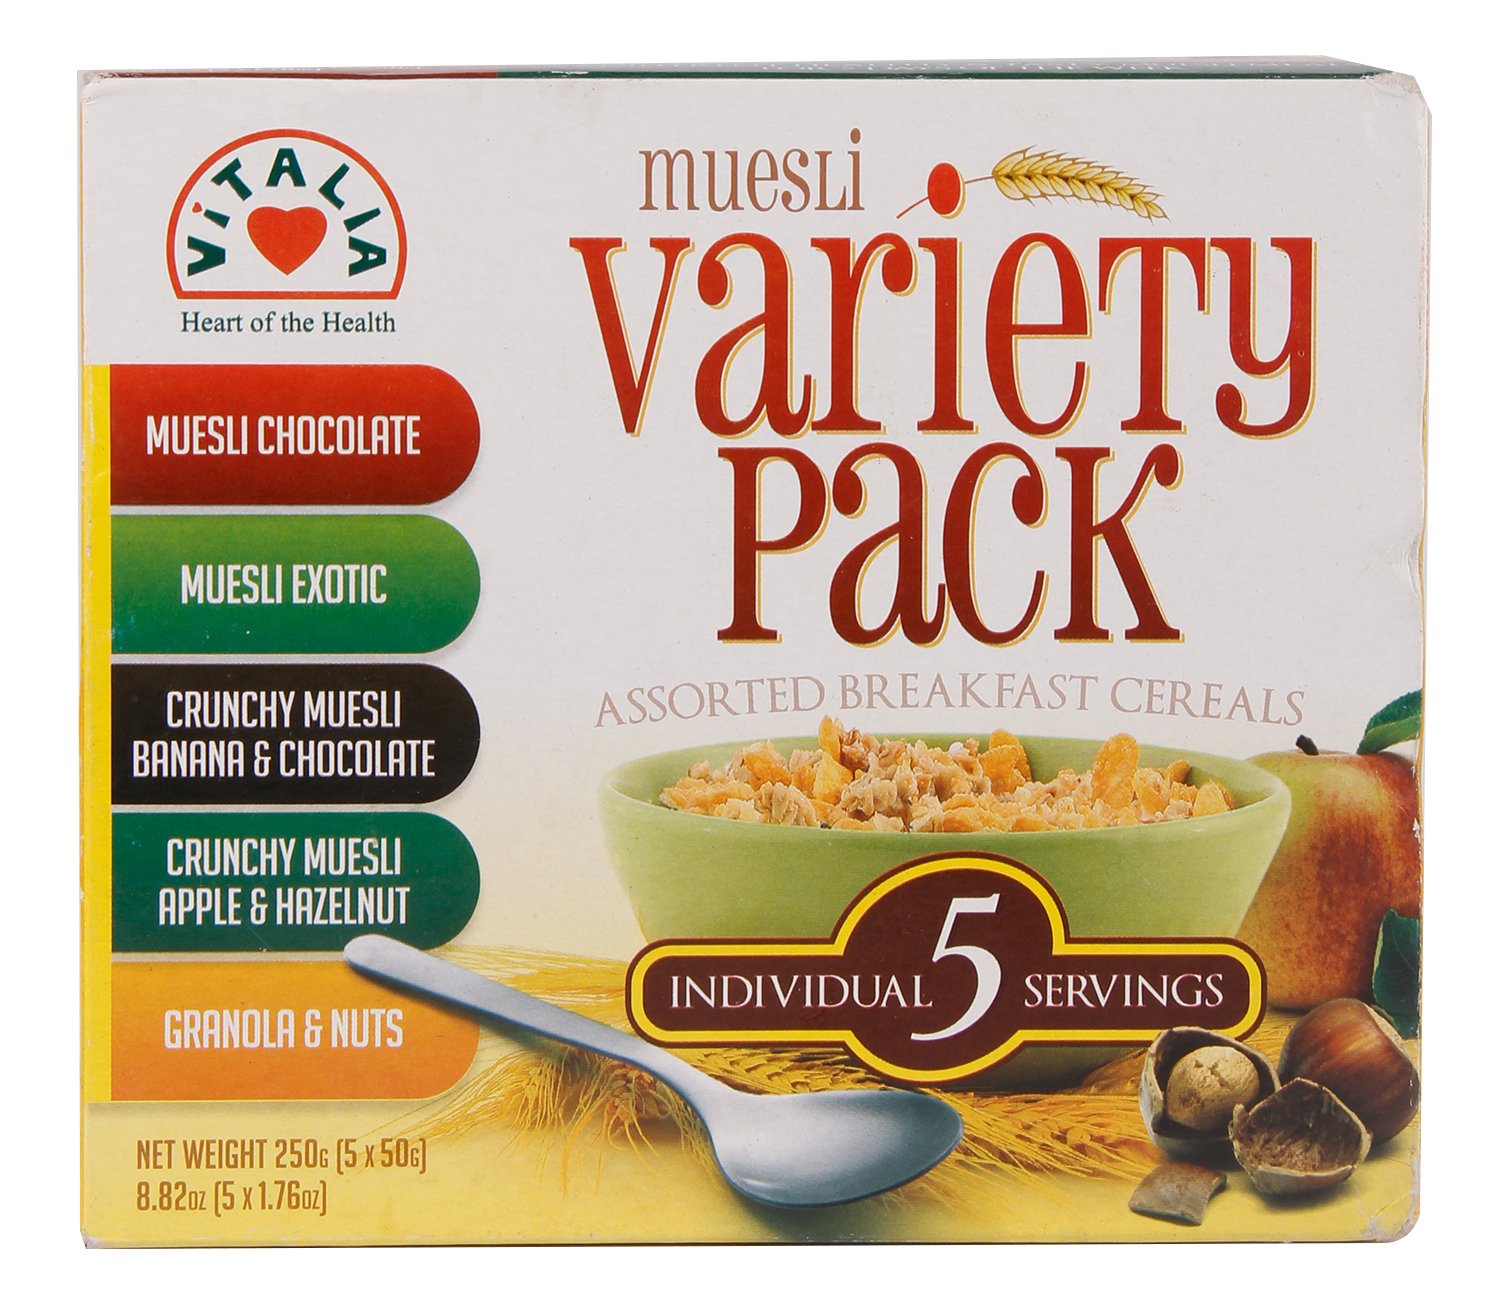 ViTALIA
Heart of the Health
muesli
Variety
Pack
ASSORTED BREAKFAST CEREALS
MUESLI CHOCOLATE
MUESLI EXOTIC
CRUNCHY MUESLI
BANANA & CHOCOLATE
CRUNCHY MUESLI
APPLE & HAZELNUT
GRANOLA & NUTS
INDIVIDUAL 5 SERVINGS
NET WEIGHT 250G (5 X 50G)
8.82OZ (5 X 1.76OZ)